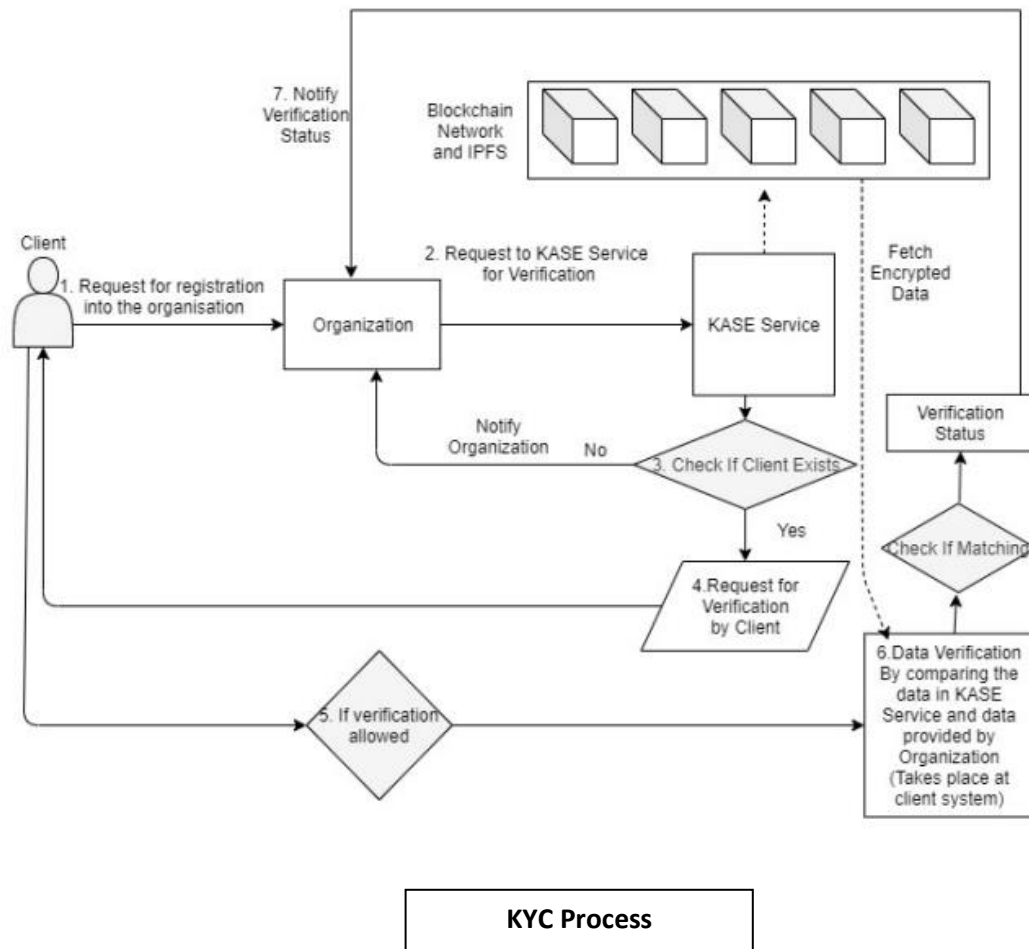 7. Notify
Verification
Status
Blockchain
Network
and IPFS
Client
1. Request for registration
into the organisation
2. Request to KASE Service
for Verification
Fetch
Encrypted
Data
Organization
KASE Service
Notify
Organization
No
3. Check If Client Exists
Verification
Status
Yes
Check If Matching
4.Request for
Verification
by Client
5. If verification
allowed
6.Data Verification
By comparing the
data in KASE
Service and data
provided by
Organization
(Takes place at
client system)
KYC Process